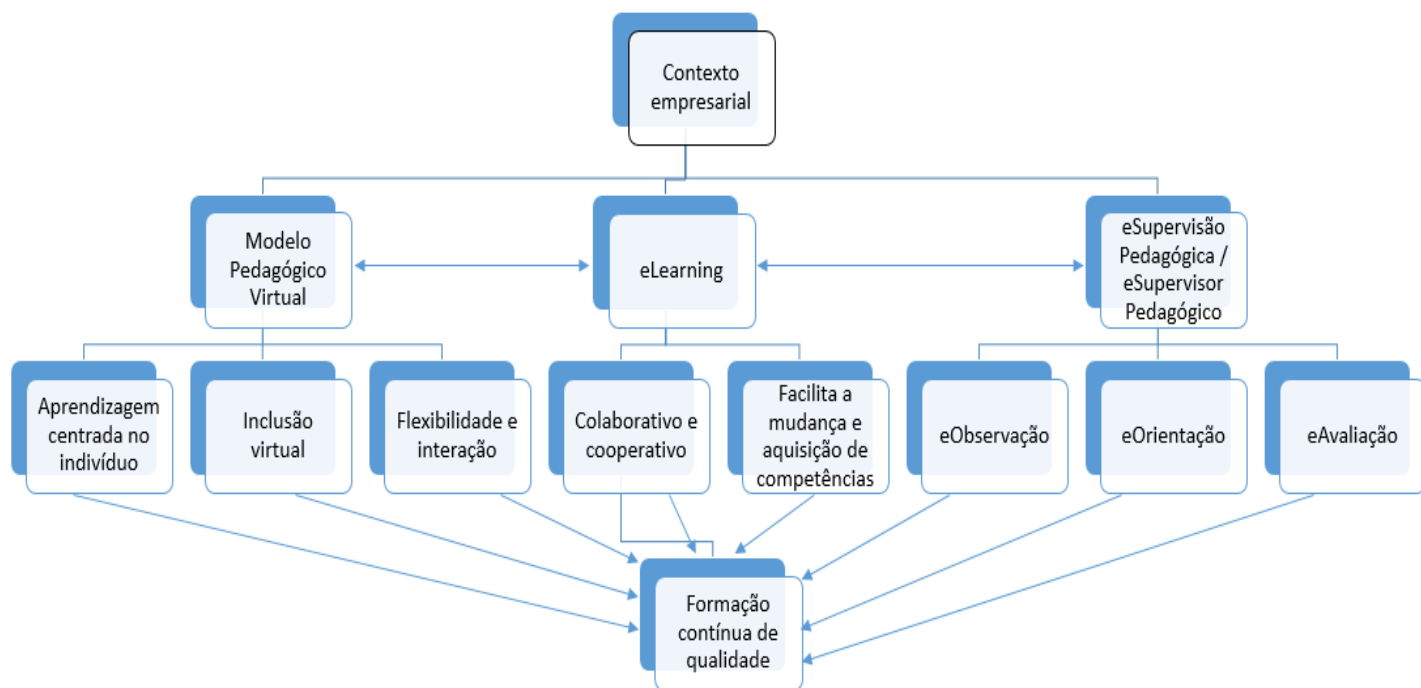 Contexto
empresarial
Modelo
Pedagógico
Virtual
eLearning
eSupervisão
Pedagógica /
eSupervisor
Pedagógico
Aprendizagem
centrada no
indivíduo
Inclusão
virtual
Flexibilidade e
interação
Colaborativo e
cooperativo
Facilita a
mudança e
aquisição de
competências
eObservação
eOrientação
eAvaliação
Formação
contínua de
qualidade